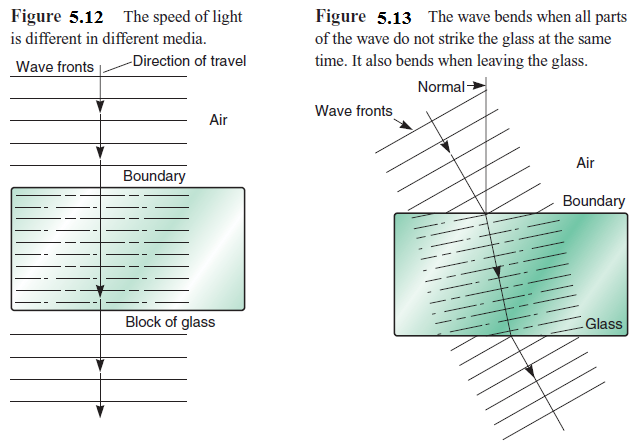 Figure 5.12 The speed of light
is different in different media.
Wave fronts
Direction of travel
Air
Boundary
Block of glass
Figure 5.13 The wave bends when all parts
of the wave do not strike the glass at the same
time. It also bends when leaving the glass.
Normal
Wave fronts
Air
Boundary
Glass